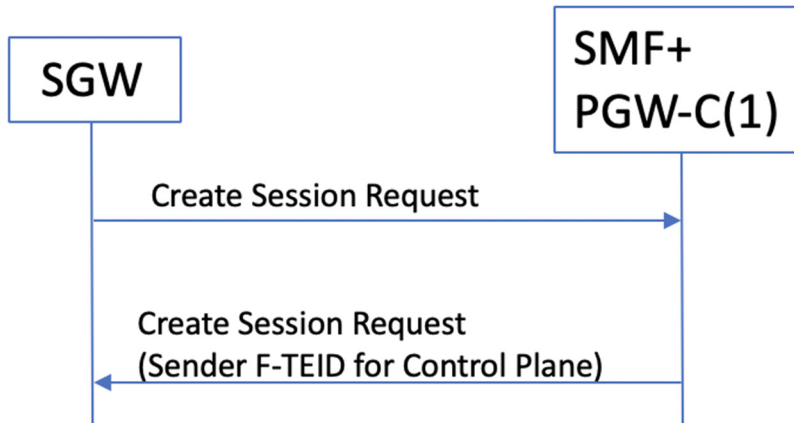 SGW
SMF+
PGW-C(1)
Create Session Request
Create Session Request
(Sender F-TEID for Control Plane)